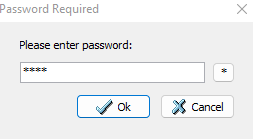 Password Required
Please enter password:
**** *
Ok Cancel